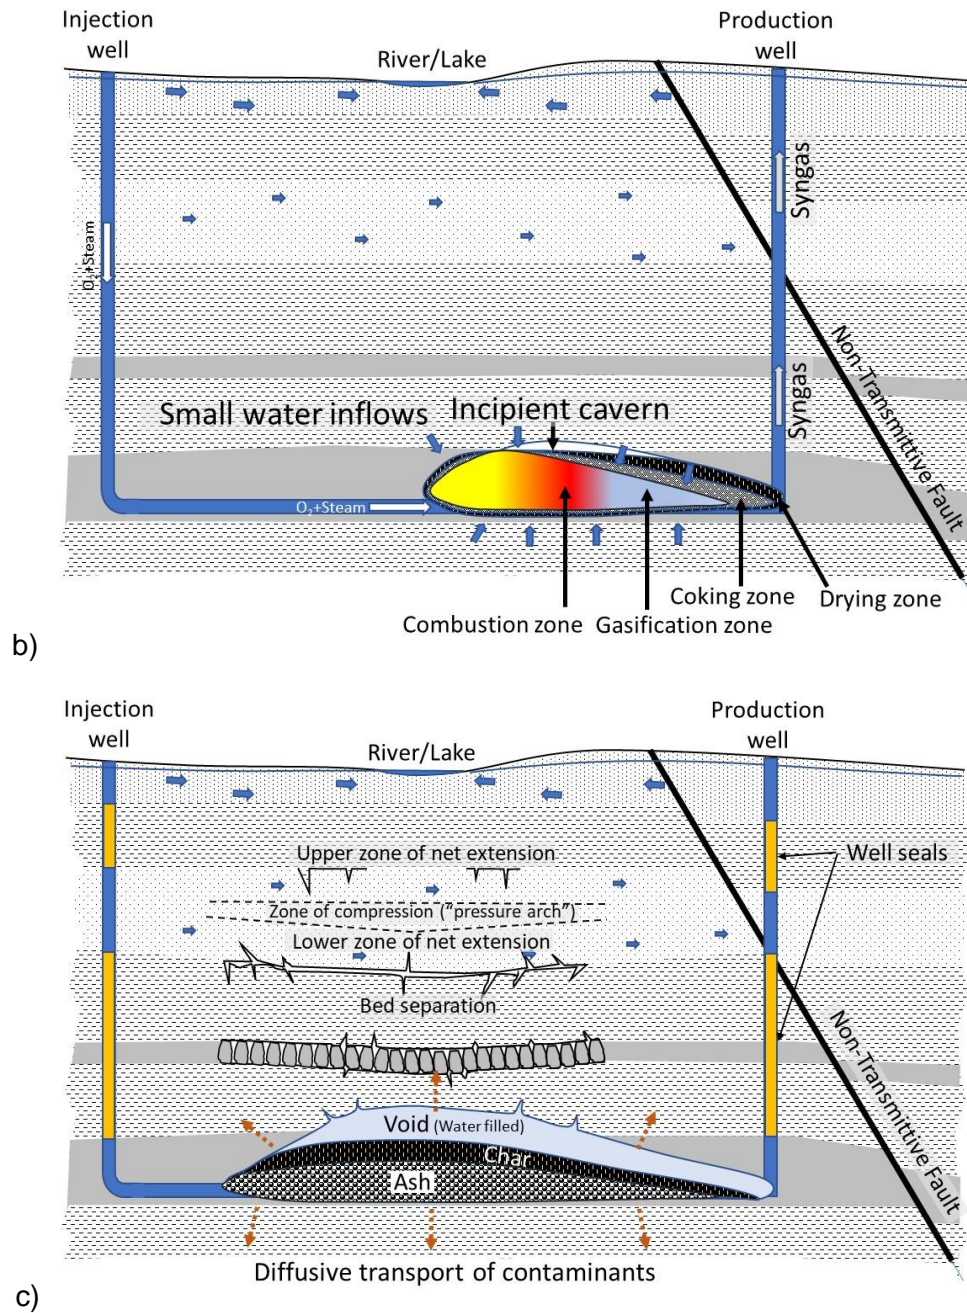 Injection
well
River/Lake
Production
well
O₂+Steam
Syngas
Syngas
Non-Transmittive Fault
Small water inflows
Incipient cavern
O₂+Steam
Coking zone
Drying zone
Combustion zone
Gasification zone
b)
Injection
well
River/Lake
Production
well
Upper zone of net extension
Well seals
Zone of compression ("pressure arch")
Lower zone of net extension
Bed separation
Non-Transmittive Fault
Void (Water filled)
Char
Ash
Diffusive transport of contaminants
c)